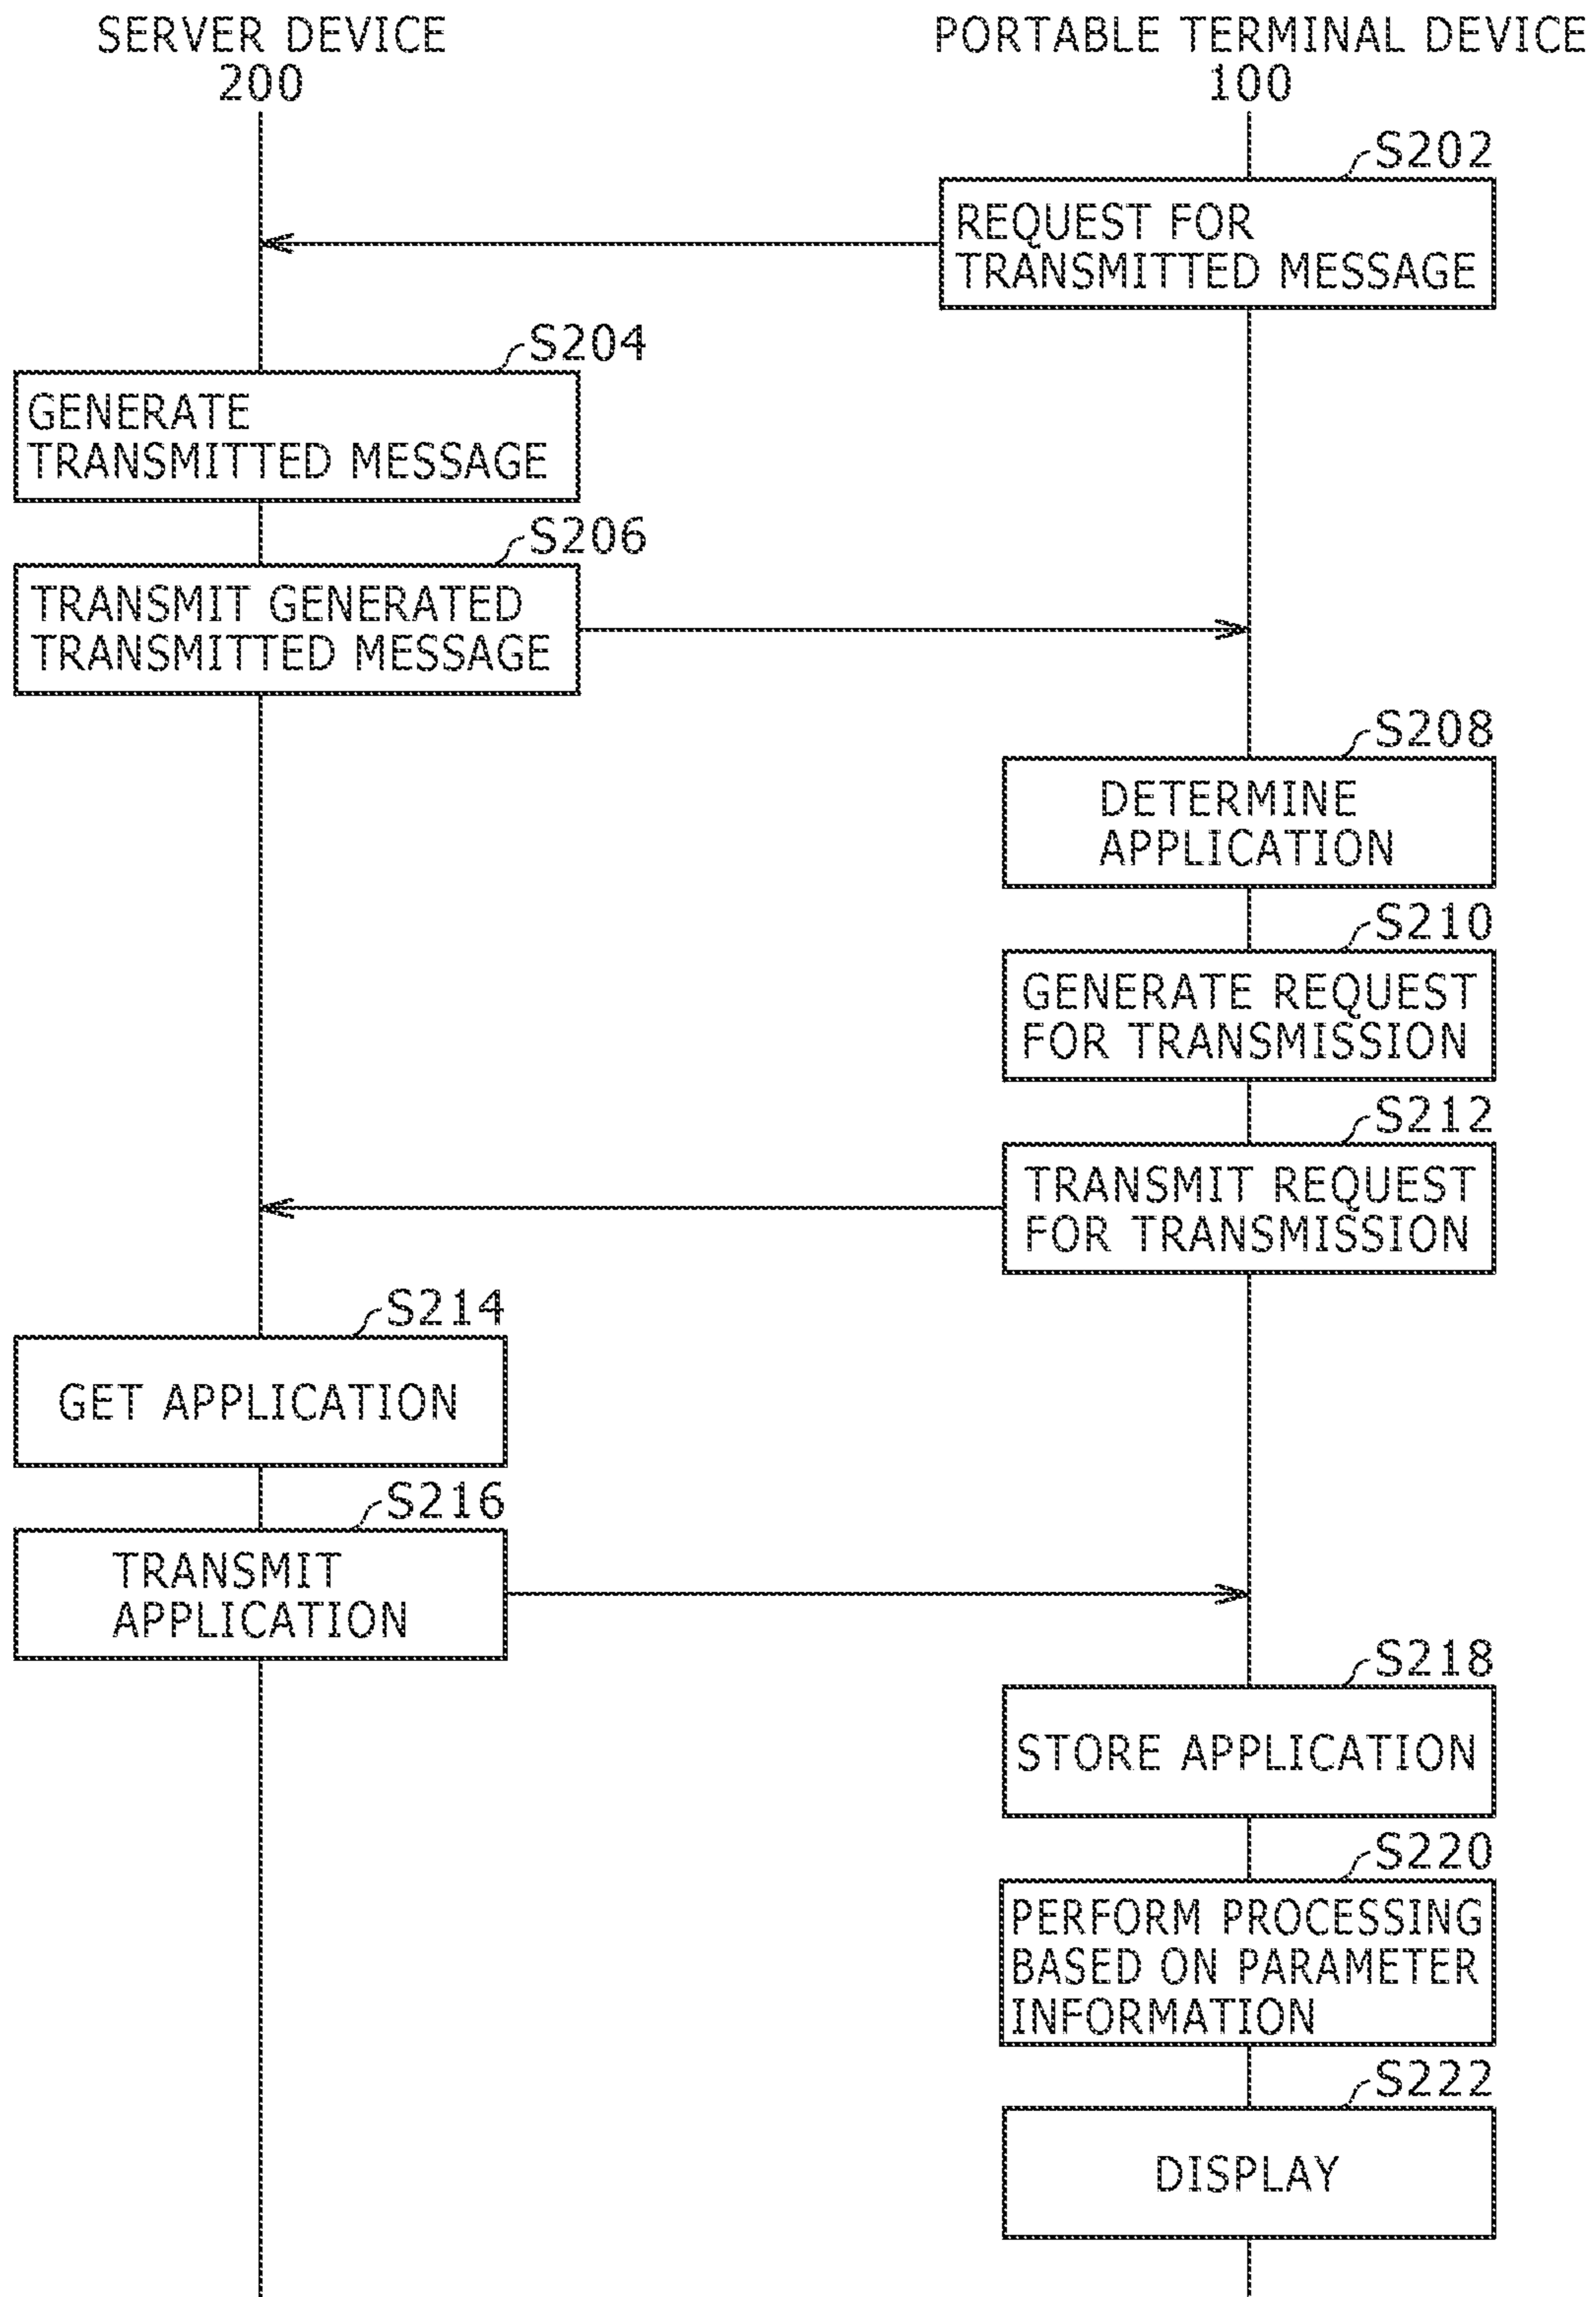 SERVER DEVICE
200
PORTABLE TERMINAL DEVICE
100
S202
REQUEST FOR
TRANSMITTED MESSAGE
S204
GENERATE
TRANSMITTED MESSAGE
S206
TRANSMIT GENERATED
TRANSMITTED MESSAGE
S208
DETERMINE
APPLICATION
S210
GENERATE REQUEST
FOR TRANSMISSION
S212
TRANSMIT REQUEST
FOR TRANSMISSION
S214
GET APPLICATION
S216
TRANSMIT
APPLICATION
S218
STORE APPLICATION
S220
PERFORM PROCESSING
BASED ON PARAMETER
INFORMATION
S222
DISPLAY